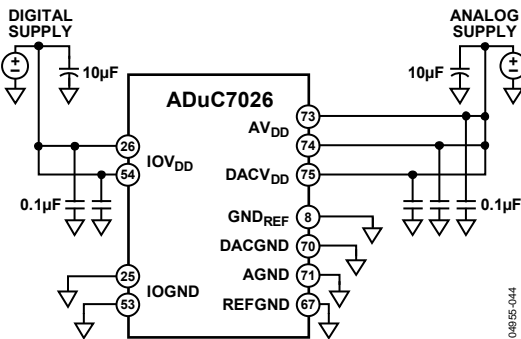 DIGITAL
SUPPLY
ANALOG
SUPPLY
+
–
10µF
10µF
+
–
ADuC7026
73
AVDD
26
74
IOVDD
54
DACVDD
75
0.1µF
0.1µF
GNDREF
8
DACGND
70
25
AGND
71
IOGND
53
REFGND
67
04955-044